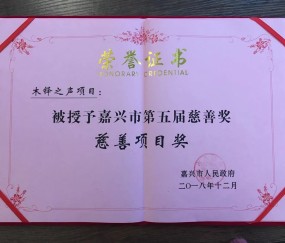 荣誉证书
HONORARY CREDENTIAL
木铎之声项目：
被授予嘉兴市第五届慈善奖
慈善项目奖
嘉兴市人民政府
二〇一八年十二月